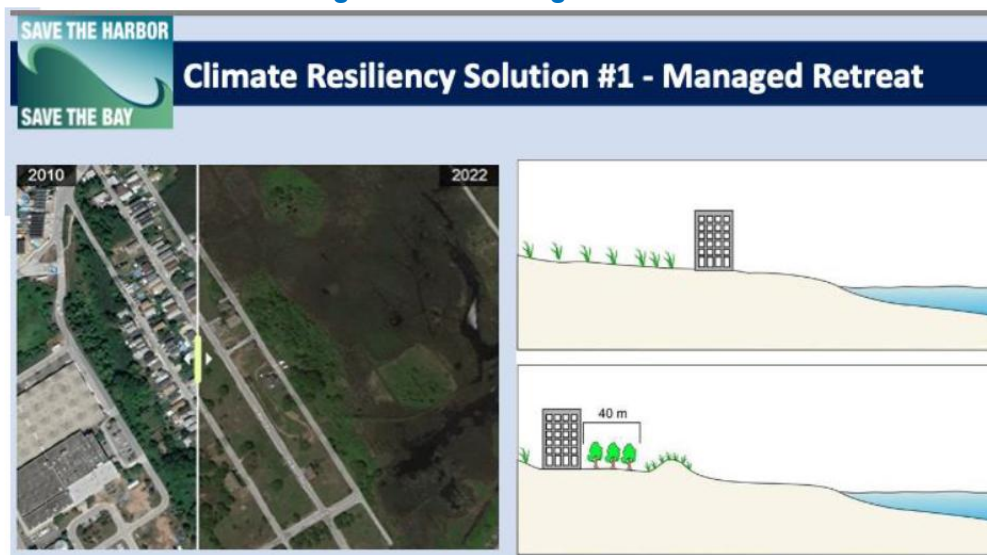 SAVE THE HARBOR
SAVE THE BAY
Climate Resiliency Solution #1 - Managed Retreat
2010
2022
40 m